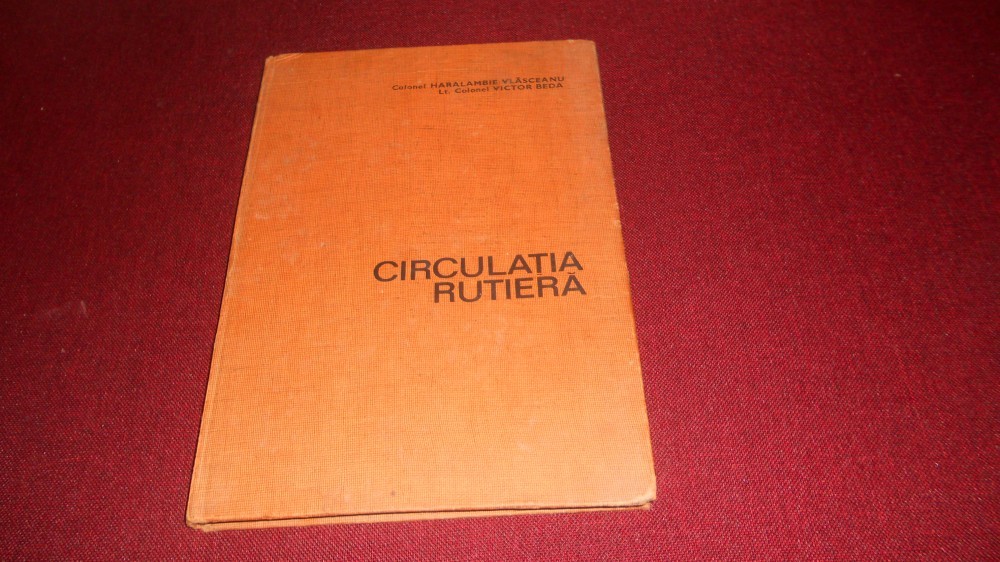 Colonel HARALAMBIE VLĂSCEANU
Lt. Colonel VICTOR BEDA
CIRCULATIA
RUTIERĂ